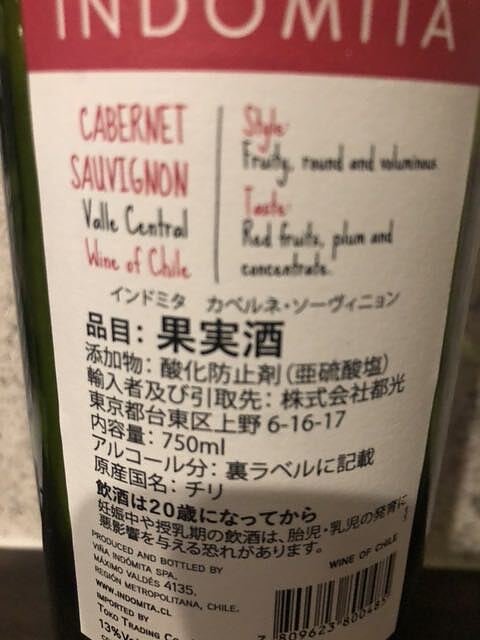 INDOMITA
CABERNET
SAUVIGNON
Valle Central
Wine of Chile
Style:
Fruity, round and voluminous.
Taste:
Red fruits, plum and
concentrate.
インドミタ カベルネ・ソーヴィニョン
品目：果実酒
添加物：酸化防止剤（亜硫酸塩）
輸入者及び引取先：株式会社都光
東京都台東区上野 6-16-17
内容量：750ml
アルコール分：裏ラベルに記載
原産国名：チリ
飲酒は20歳になってから
妊娠中や授乳期の飲酒は、胎児・乳児の発育に
悪影響を与える恐れがあります。
PRODUCED AND BOTTLED BY
VIÑA INDÓMITA SPA.
MÁXIMO VALDÉS 4135,
REGIÓN METROPOLITANA, CHILE.
WWW.INDOMITA.CL
IMPORTED BY
TOKO TRADING
13%
WINE OF CHILE
7 809623 800485